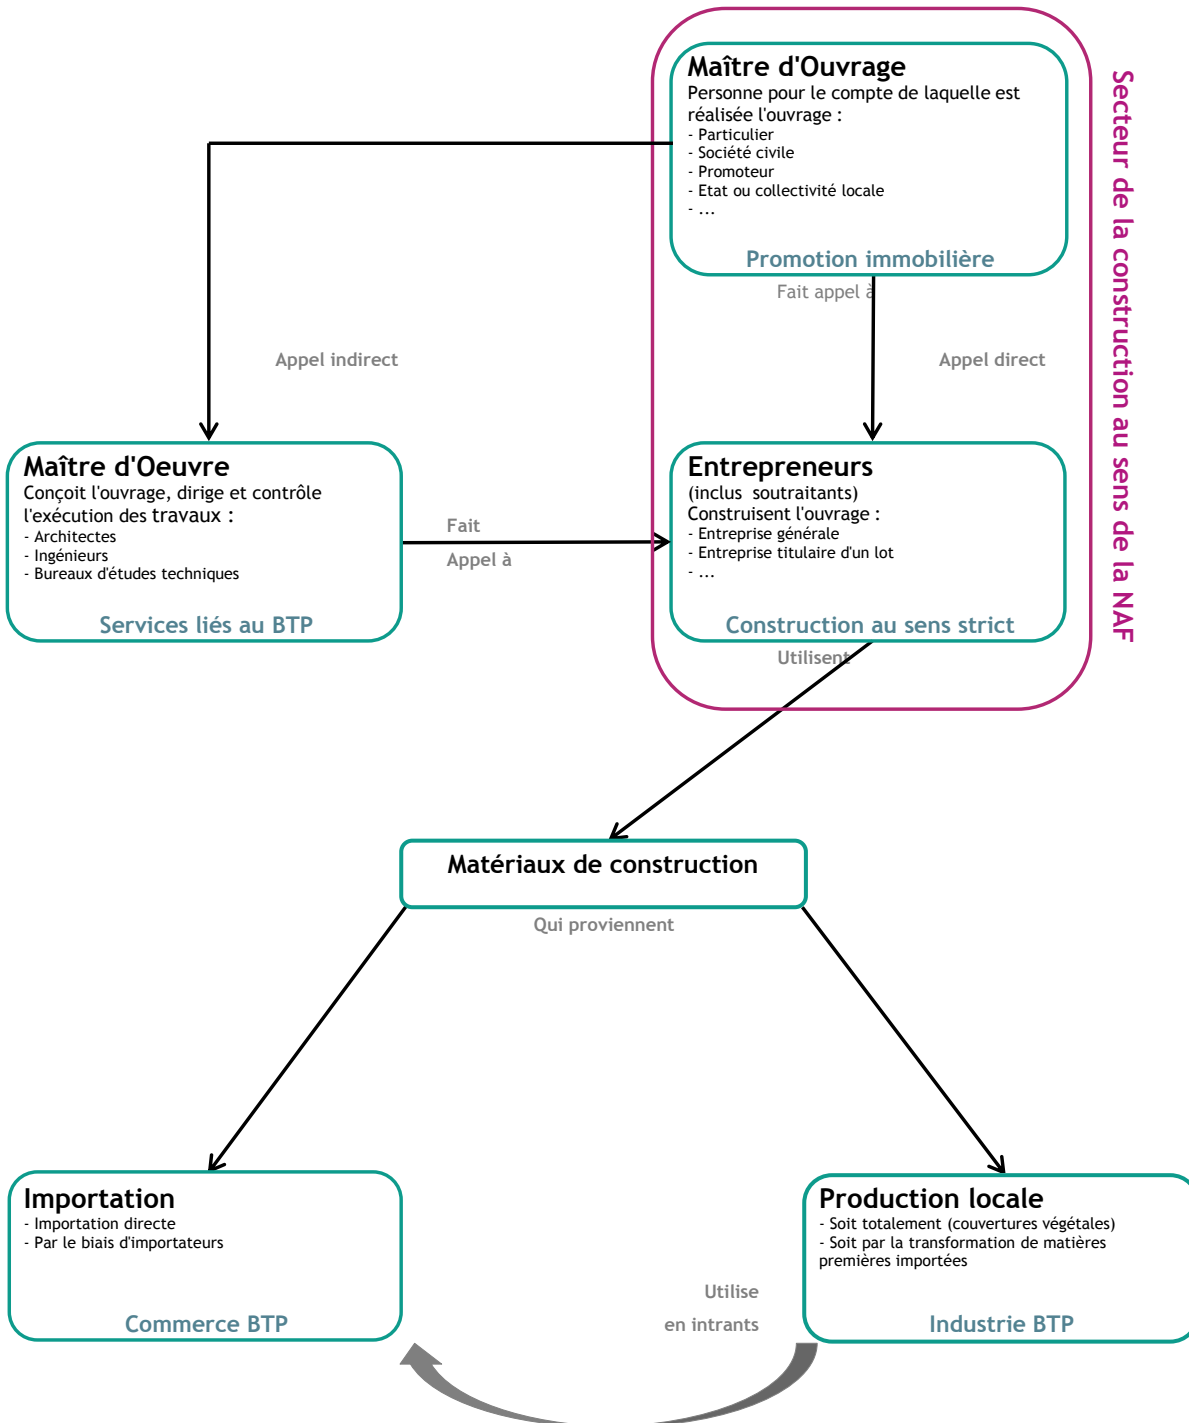 Maître d'Ouvrage
Personne pour le compte de laquelle est
réalisée l'ouvrage :
- Particulier
- Société civile
- Promoteur
- Etat ou collectivité locale
- ...
Promotion immobilière
Secteur de la construction au sens de la NAF
Fait appel à
Appel indirect
Appel direct
Maître d'Oeuvre
Conçoit l'ouvrage, dirige et contrôle
l'exécution des travaux :
- Architectes
- Ingénieurs
- Bureaux d'études techniques
Services liés au BTP
Fait
Appel à
Entrepreneurs
(inclus soutraitants)
Construisent l'ouvrage :
- Entreprise générale
- Entreprise titulaire d'un lot
- ...
Construction au sens strict
Utilisent
Matériaux de construction
Qui proviennent
Importation
- Importation directe
- Par le biais d'importateurs
Commerce BTP
Utilise
en intrants
Production locale
- Soit totalement (couvertures végétales)
- Soit par la transformation de matières
premières importées
Industrie BTP